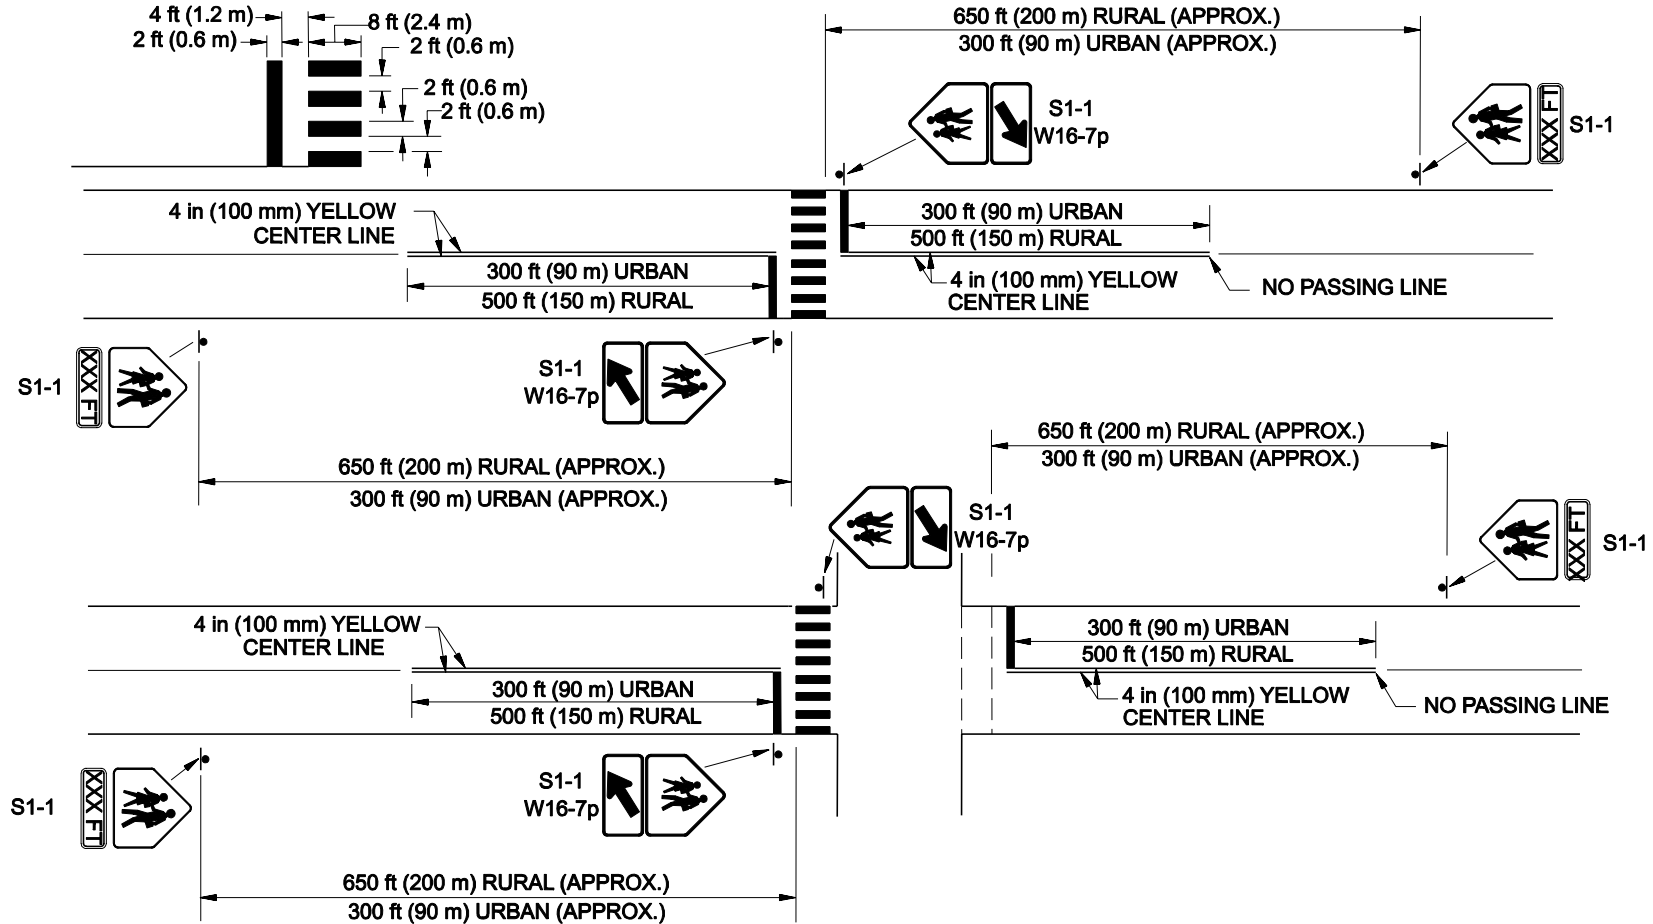 4 ft (1.2 m)
8 ft (2.4 m)
2 ft (0.6 m)
2 ft (0.6 m)
2 ft (0.6 m)
2 ft (0.6 m)
650 ft (200 m) RURAL (APPROX.)
300 ft (90 m) URBAN (APPROX.)
S1-1
W16-7p
XXX FT
S1-1
4 in (100 mm) YELLOW
CENTER LINE
300 ft (90 m) URBAN
500 ft (150 m) RURAL
300 ft (90 m) URBAN
500 ft (150 m) RURAL
4 in (100 mm) YELLOW
CENTER LINE
NO PASSING LINE
S1-1
XXX FT
S1-1
W16-7p
650 ft (200 m) RURAL (APPROX.)
300 ft (90 m) URBAN (APPROX.)
650 ft (200 m) RURAL (APPROX.)
300 ft (90 m) URBAN (APPROX.)
S1-1
W16-7p
XXX FT
S1-1
4 in (100 mm) YELLOW
CENTER LINE
300 ft (90 m) URBAN
500 ft (150 m) RURAL
300 ft (90 m) URBAN
500 ft (150 m) RURAL
4 in (100 mm) YELLOW
CENTER LINE
NO PASSING LINE
S1-1
XXX FT
S1-1
W16-7p
650 ft (200 m) RURAL (APPROX.)
300 ft (90 m) URBAN (APPROX.)